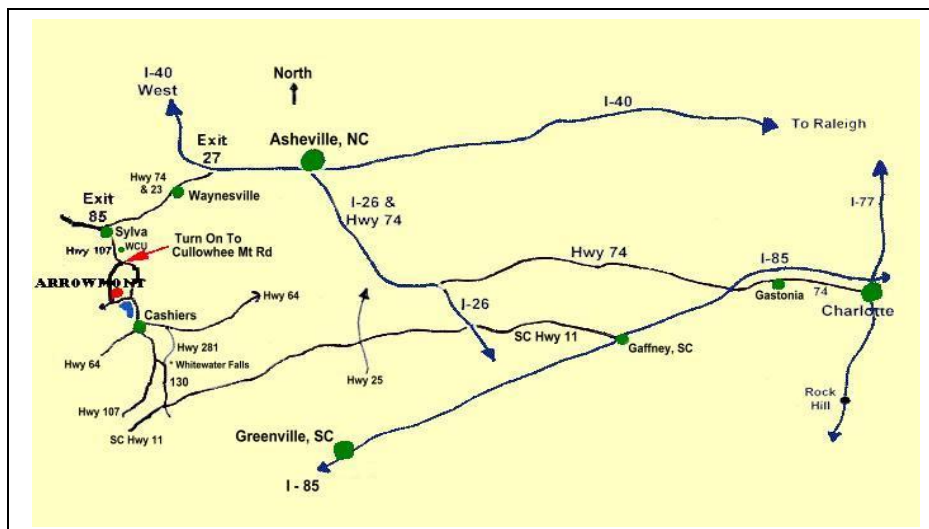 I-40
West
North
I-40
To Raleigh
Exit
27
Asheville, NC
Hwy 74
& 23
Waynesville
I-77
Exit
85
I-26 &
Hwy 74
Sylva
WCU
Turn On To
Cullowhee Mt Rd
Hwy 107
Hwy 74
I-85
ARROWMONT
Hwy 64
Gastonia
74
Charlotte
I-26
Cashiers
SC Hwy 11
Gaffney, SC
Hwy 281
Hwy 64
Whitewater Falls
130
Hwy 25
Rock
Hill
Hwy 107
SC Hwy 11
Greenville, SC
I - 85